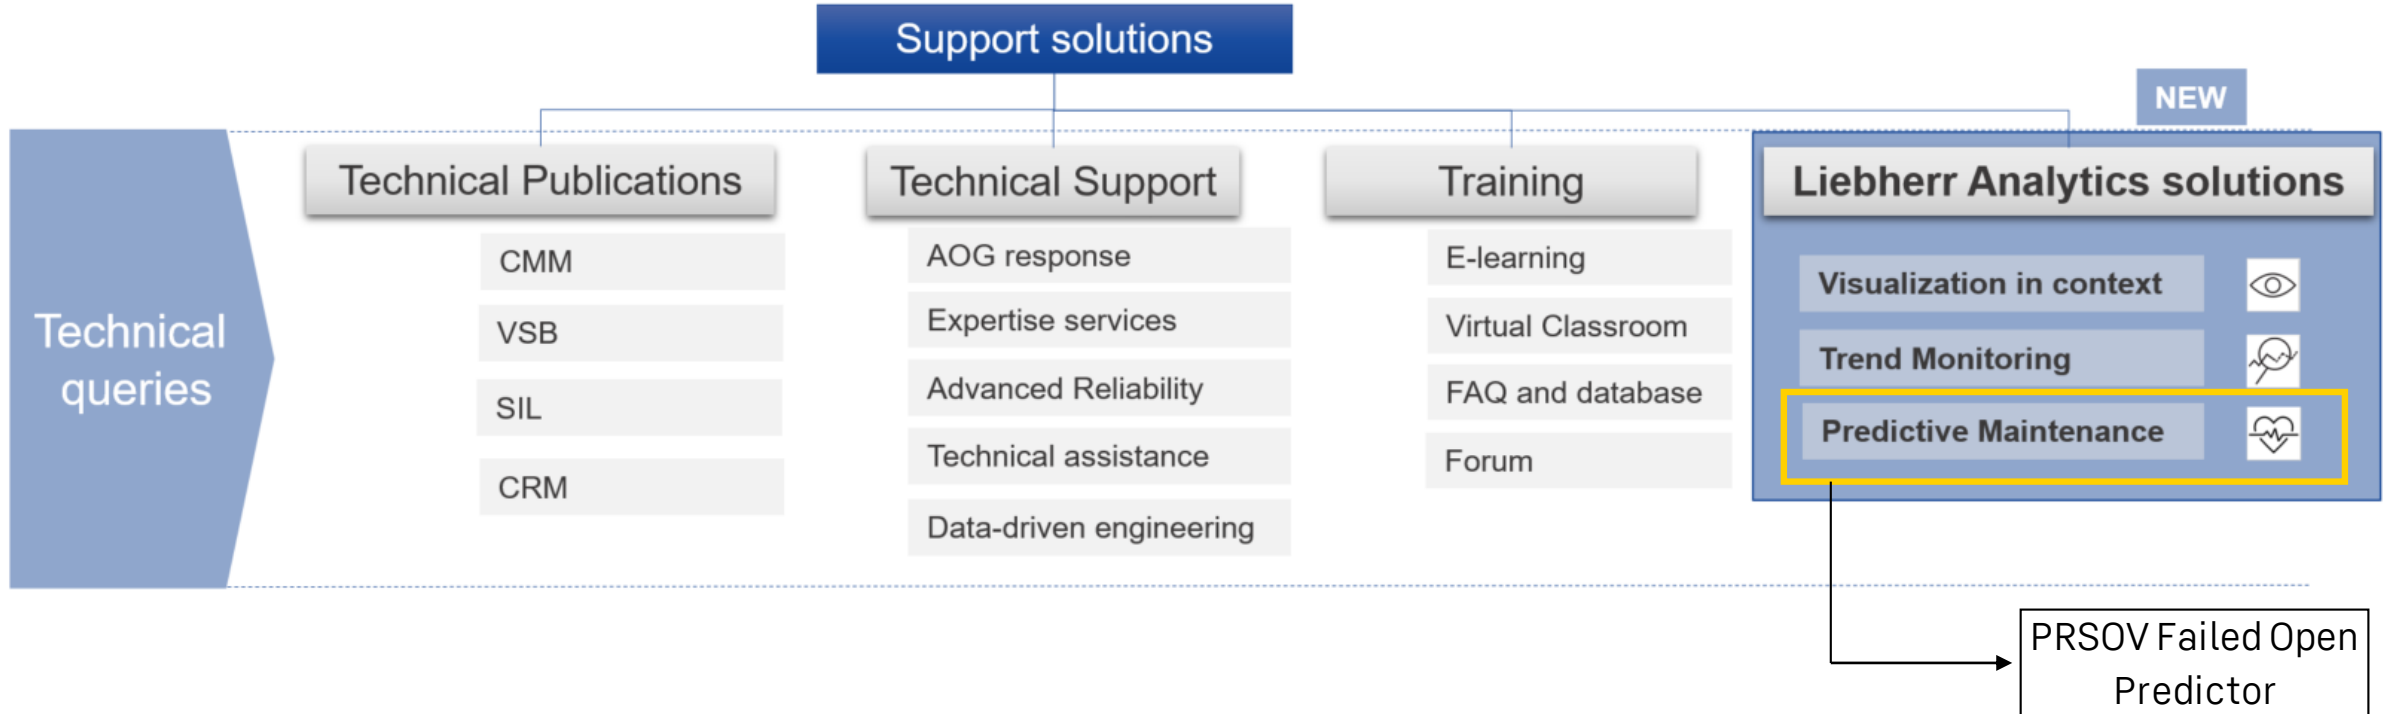 Support solutions
NEW
Technical
queries
Technical Publications
CMM
VSB
SIL
CRM
Technical Support
AOG response
Expertise services
Advanced Reliability
Technical assistance
Data-driven engineering
Training
E-learning
Virtual Classroom
FAQ and database
Forum
Liebherr Analytics solutions
Visualization in context
Trend Monitoring
Predictive Maintenance
PRSOV Failed Open
Predictor